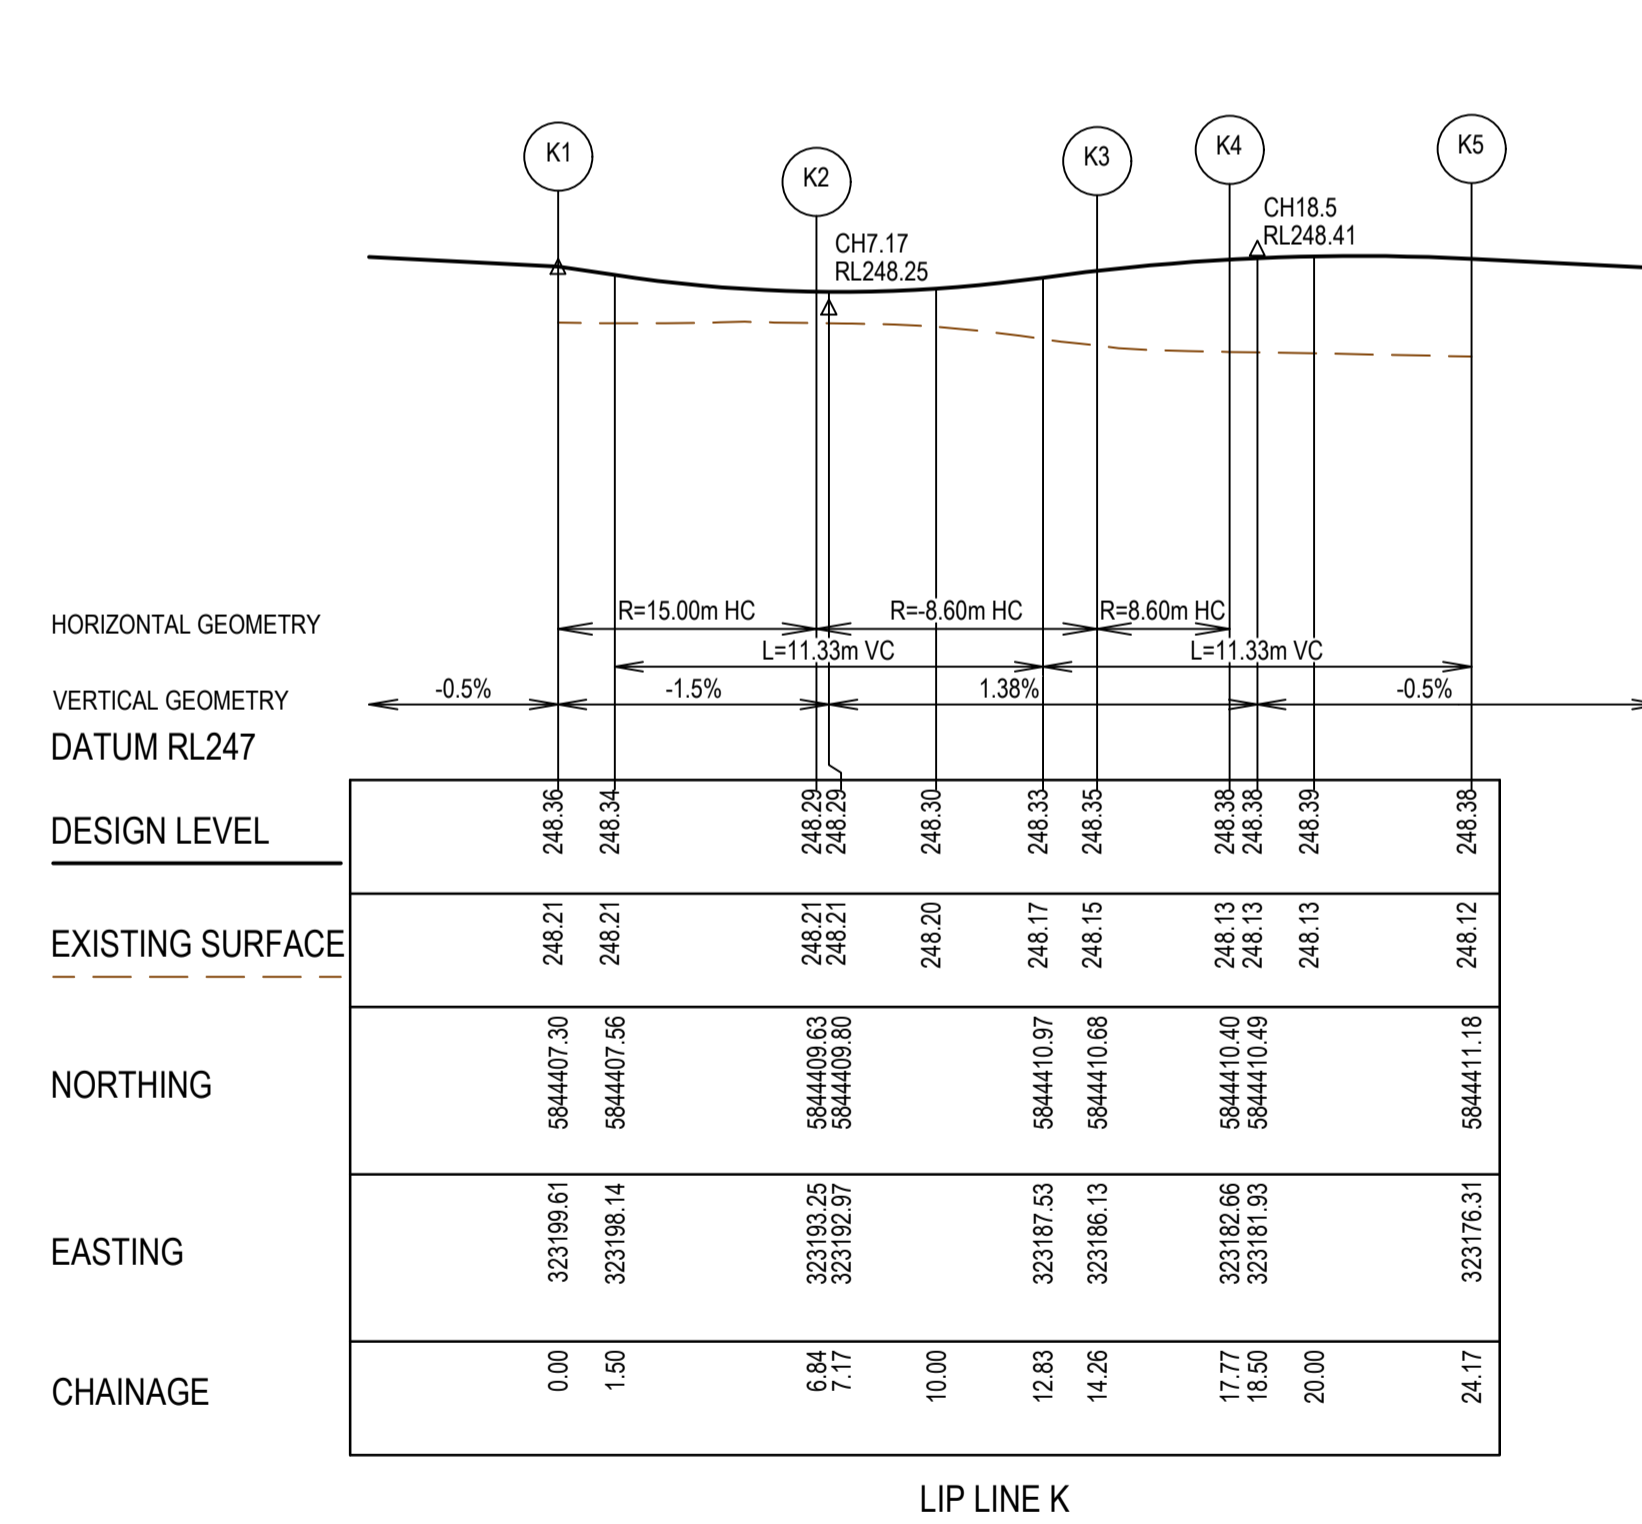 K1
K2
K3
K4
K5
CH18.5
RL248.41
CH7.17
RL248.25
HORIZONTAL GEOMETRY
R=15.00m HC
R=-8.60m HC
R=8.60m HC
L=11.33m VC
L=11.33m VC
VERTICAL GEOMETRY
-0.5%
-1.5%
1.38%
-0.5%
DATUM RL247
DESIGN LEVEL
248.36
248.34
248.29
248.29
248.30
248.33
248.35
248.38
248.38
248.39
248.38
EXISTING SURFACE
248.21
248.21
248.21
248.21
248.20
248.17
248.15
248.13
248.13
248.13
248.12
NORTHING
5844407.30
5844407.56
5844409.63
5844409.80
5844410.97
5844410.68
5844410.40
5844410.49
5844411.18
EASTING
323199.61
323198.14
323193.25
323192.97
323187.53
323186.13
323182.66
323181.93
323176.31
CHAINAGE
0.00
1.50
6.84
7.17
10.00
12.83
14.26
17.77
18.50
20.00
24.17
LIP LINE K